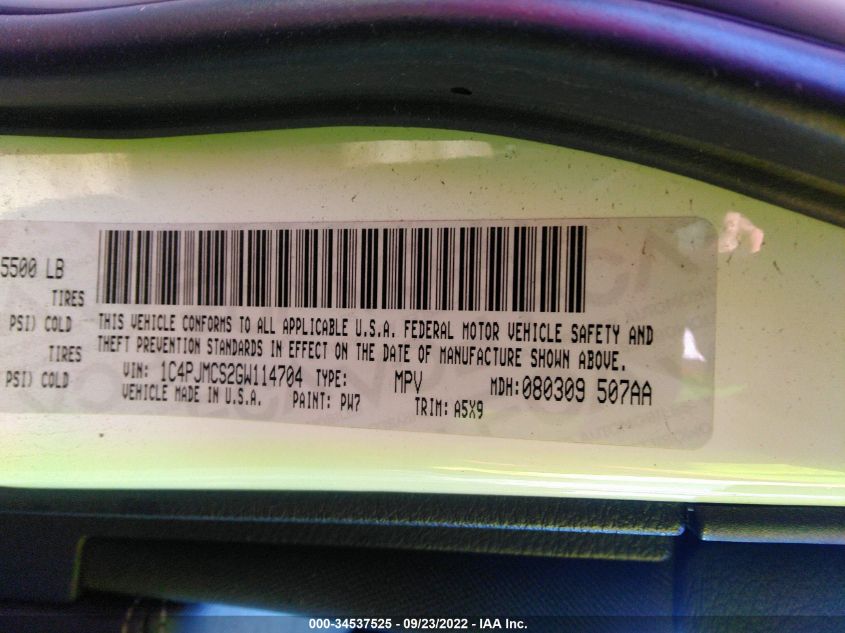 5500 LB
TIRES
PSI) COLD
TIRES
PSI) COLD
THIS VEHICLE CONFORMS TO ALL APPLICABLE U.S.A. FEDERAL MOTOR VEHICLE SAFETY AND
THEFT PREVENTION STANDARDS IN EFFECT ON THE DATE OF MANUFACTURE SHOWN ABOVE.
VIN: 1C4PJMCS2GW114704 TYPE: MPV MDH:080309 507AA
VEHICLE MADE IN U.S.A. PAINT: PW7 TRIM: A5X9
000-34537525 - 09/23/2022 - IAA Inc.